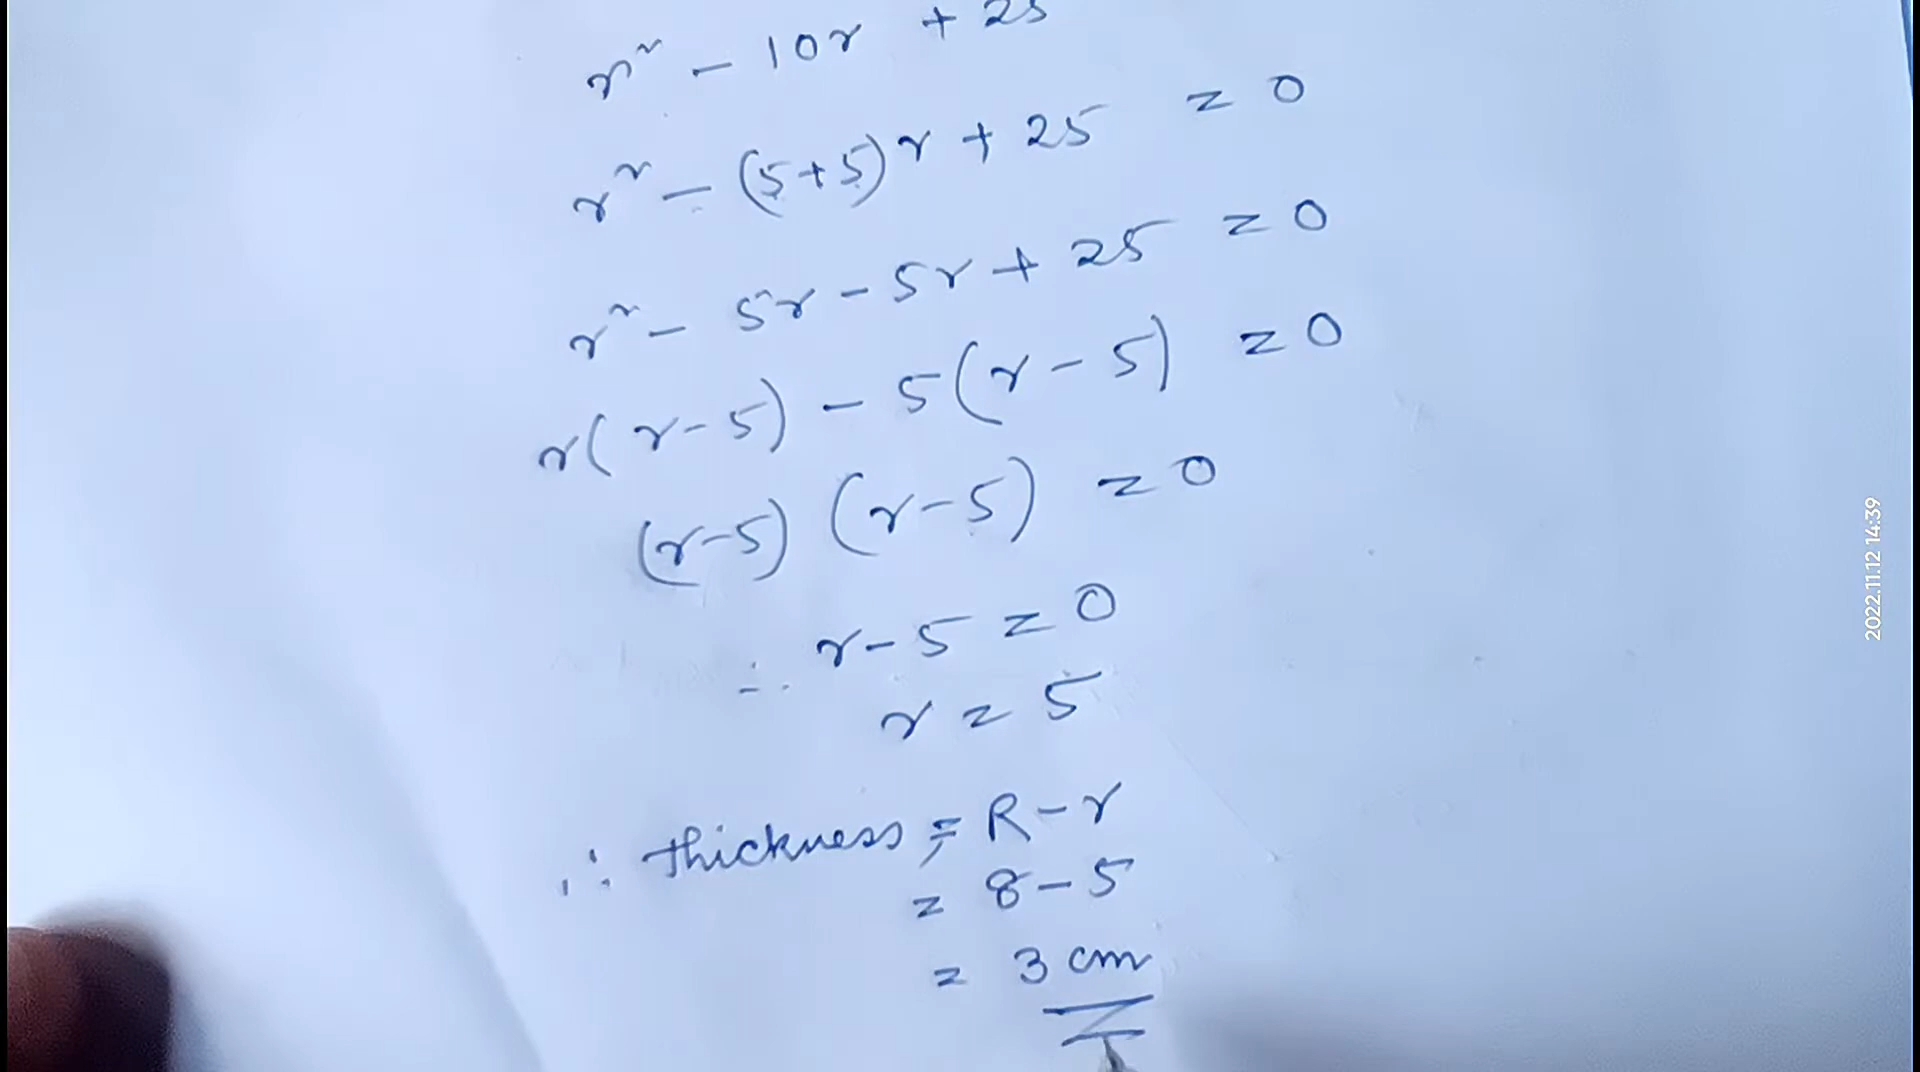 r² - 10r + 25
r² - (5+5)r + 25 = 0
r² - 5r - 5r + 25 = 0
r(r-5) - 5(r-5) = 0
(r-5) (r-5) = 0
∴ r-5 = 0
r = 5
∴ thickness, = R-r
= 8-5
= 3 cm
2022.11.12 14:39